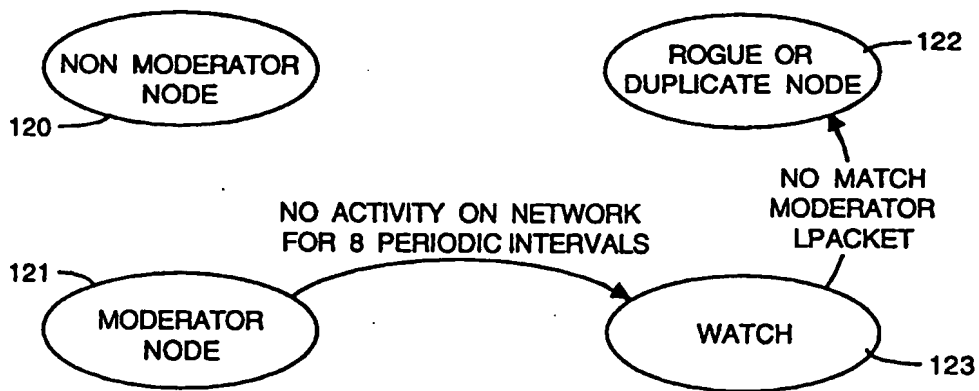 NON MODERATOR
NODE
120
ROGUE OR
DUPLICATE NODE
122
NO MATCH
MODERATOR
LPACKET
NO ACTIVITY ON NETWORK
FOR 8 PERIODIC INTERVALS
121
MODERATOR
NODE
WATCH
123